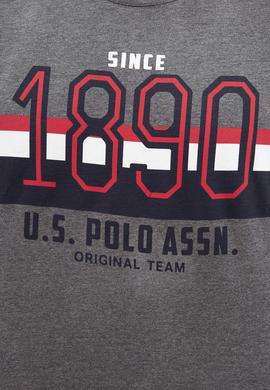 SINCE
1890
U.S. POLO ASSN.
ORIGINAL TEAM